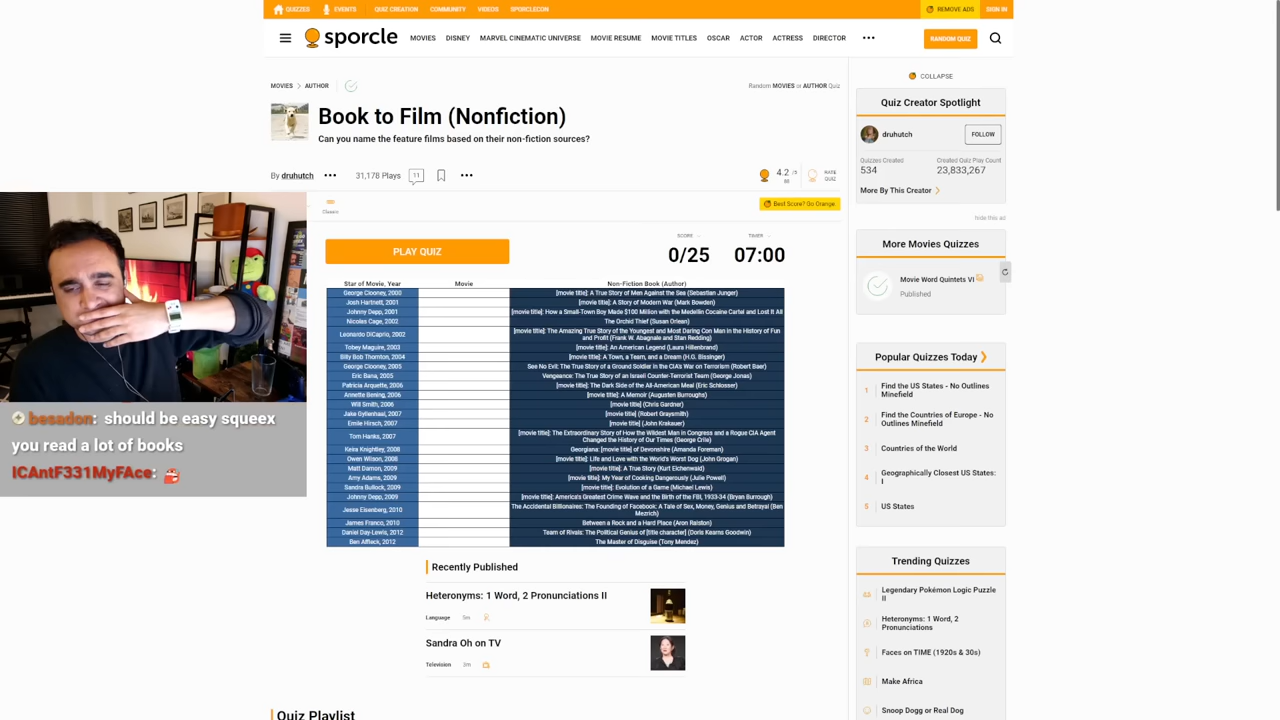 QUIZZES EVENTS QUIZ CREATION COMMUNITY VIDEOS SPORCLECON REMOVE ADS SIGN IN
sporcle MOVIES DISNEY MARVEL CINEMATIC UNIVERSE MOVIE RESUME MOVIE TITLES OSCAR ACTOR ACTRESS DIRECTOR ••• RANDOM QUIZ
MOVIES > AUTHOR
Random MOVIES or AUTHOR Quiz
Book to Film (Nonfiction)
Can you name the feature films based on their non-fiction sources?
By druhutch ••• 31,178 Plays 11 ••• 4.2 /5 RATE QUIZ
Classic
Best Score? Go Orange
PLAY QUIZ
SCORE TIMER
0/25 07:00
Star of Movie, Year Movie Non-Fiction Book (Author)
George Clooney, 2000 [movie title]: A True Story of Men Against the Sea (Sebastian Junger)
Josh Hartnett, 2001 [movie title]: A Story of Modern War (Mark Bowden)
Johnny Depp, 2001 [movie title]: How a Small-Town Boy Made $100 Million with the Medellin Cocaine Cartel and Lost It All
Nicolas Cage, 2002 The Orchid Thief (Susan Orlean)
Leonardo DiCaprio, 2002 [movie title]: The Amazing True Story of the Youngest and Most Daring Con Man in the History of Fun
and Profit (Frank W. Abagnale and Stan Redding)
Tobey Maguire, 2003 [movie title]: An American Legend (Laura Hillenbrand)
Billy Bob Thornton, 2004 [movie title]: A Town, a Team, and a Dream (H.G. Bissinger)
George Clooney, 2005 See No Evil: The True Story of a Ground Soldier in the CIA's War on Terrorism (Robert Baer)
Eric Bana, 2005 Vengeance: The True Story of an Israeli Counter-Terrorist Team (George Jonas)
Patricia Arquette, 2006 [movie title]: The Dark Side of the All-American Meal (Eric Schlosser)
Annette Bening, 2006 [movie title]: A Memoir (Augusten Burroughs)
Will Smith, 2006 [movie title] (Chris Gardner)
Jake Gyllenhaal, 2007 [movie title] (Robert Graysmith)
Emile Hirsch, 2007 [movie title] (John Krakauer)
Tom Hanks, 2007 [movie title]: The Extraordinary Story of How the Wildest Man in Congress and a Rogue CIA Agent
Changed the History of Our Times (George Crile)
Keira Knightley, 2008 Georgiana: [movie title] of Devonshire (Amanda Foreman)
Owen Wilson, 2008 [movie title]: Life and Love with the World's Worst Dog (John Grogan)
Matt Damon, 2009 [movie title]: A True Story (Kurt Eichenwald)
Amy Adams, 2009 [movie title]: My Year of Cooking Dangerously (Julie Powell)
Sandra Bullock, 2009 [movie title]: Evolution of a Game (Michael Lewis)
Johnny Depp, 2009 [movie title]: America's Greatest Crime Wave and the Birth of the FBI, 1933-34 (Bryan Burrough)
Jesse Eisenberg, 2010 The Accidental Billionaires: The Founding of Facebook: A Tale of Sex, Money, Genius and Betrayal (Ben
Mezrich)
James Franco, 2010 Between a Rock and a Hard Place (Aron Ralston)
Daniel Day-Lewis, 2012 Team of Rivals: The Political Genius of [title character] (Doris Kearns Goodwin)
Ben Affleck, 2012 The Master of Disguise (Tony Mendez)
besadon: should be easy squeex
you read a lot of books
ICAntF331MyFAce:
Recently Published
Heteronyms: 1 Word, 2 Pronunciations II
Language 5m
Sandra Oh on TV
Television 3m
Quiz Playlist
COLLAPSE
Quiz Creator Spotlight
druhutch FOLLOW
Quizzes Created Created Quiz Play Count
534 23,833,267
More By This Creator >
hide this ad
More Movies Quizzes
Movie Word Quintets VI
Published
Popular Quizzes Today >
1 Find the US States - No Outlines
Minefield
2 Find the Countries of Europe - No
Outlines Minefield
3 Countries of the World
4 Geographically Closest US States:
I
5 US States
Trending Quizzes
Legendary Pokémon Logic Puzzle
II
Heteronyms: 1 Word, 2
Pronunciations
Faces on TIME (1920s & 30s)
Make Africa
Snoop Dogg or Real Dog